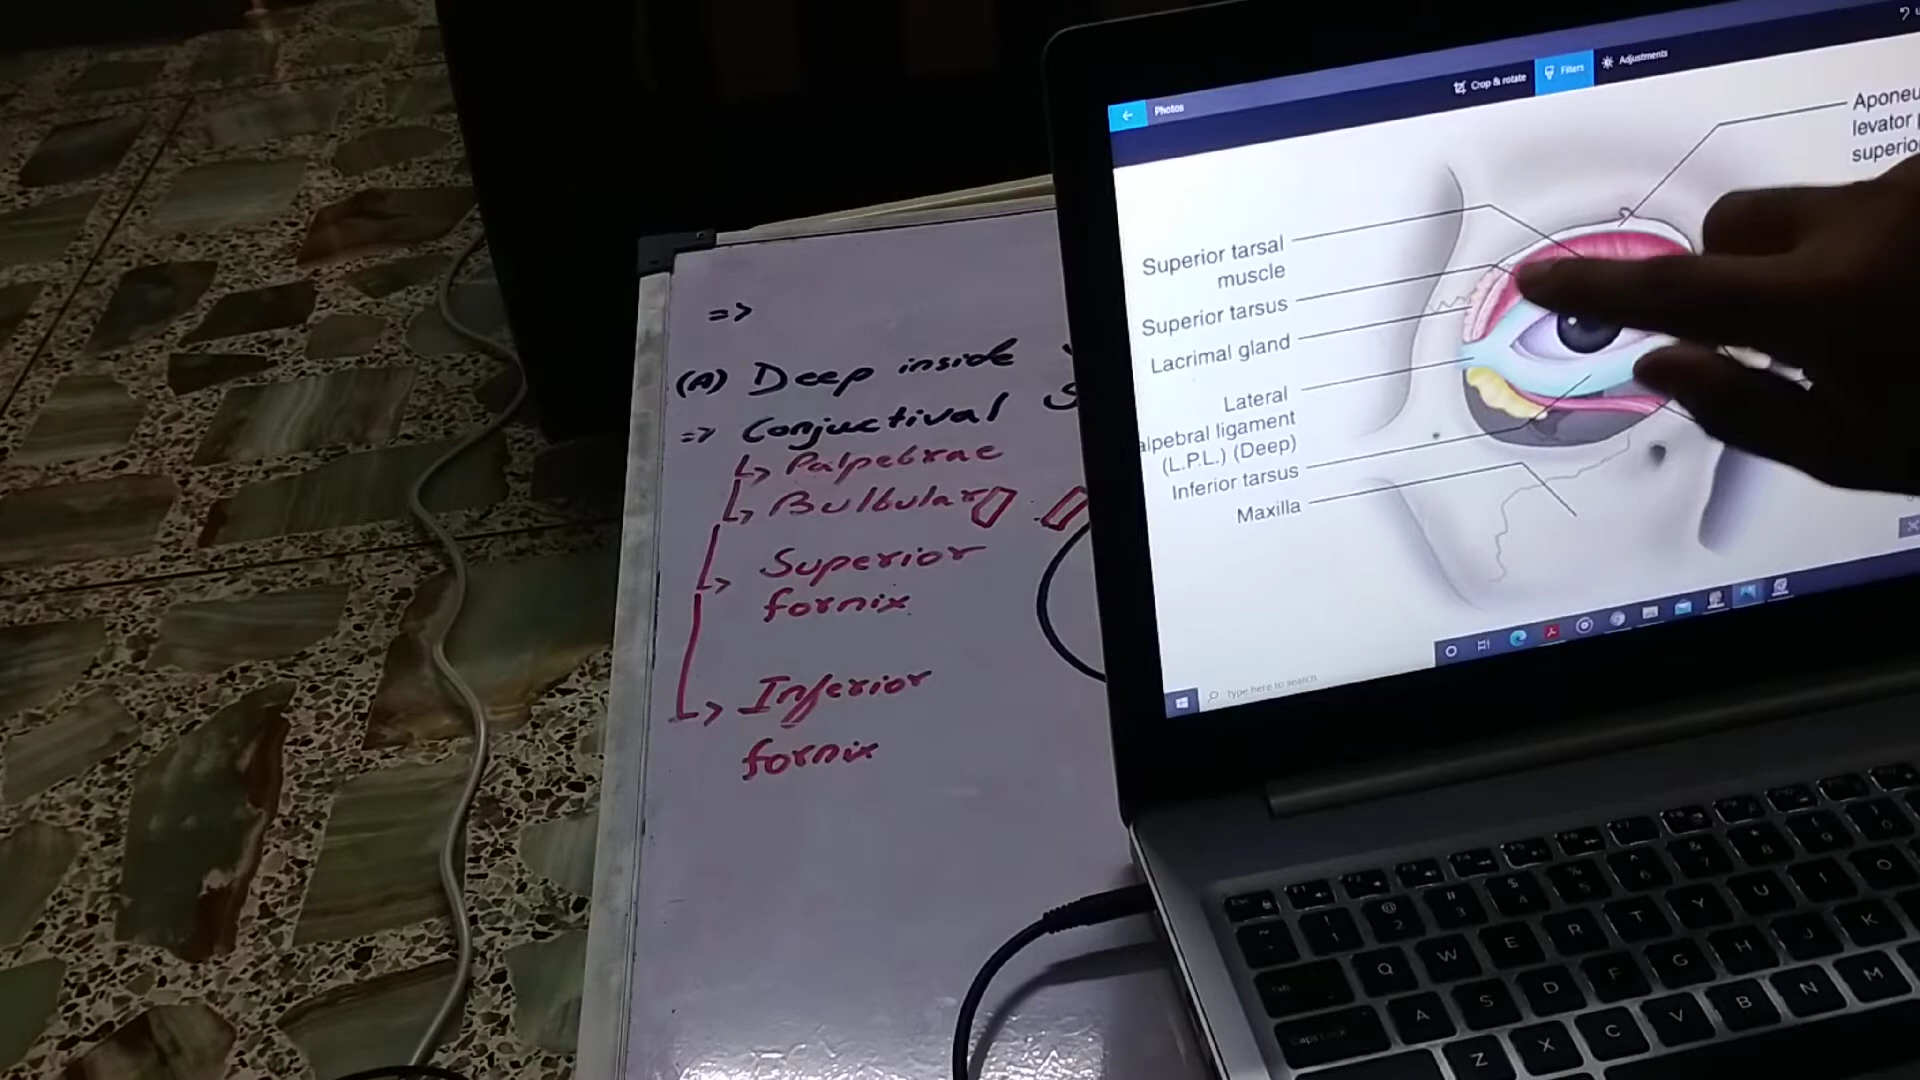 =>
(A) Deep inside
=> Conjuctival S
↳ Palpebrae
↳ Bulbular
↳ Superior
fornix
↳ Inferior
fornix
Photos
Crop & rotate
Filters
Adjustments
Aponeu
levator p
superio
Superior tarsal
muscle
Superior tarsus
Lacrimal gland
Lateral
alpebral ligament
(L.P.L.) (Deep)
Inferior tarsus
Maxilla
Type here to search
Q W E R T Y U I O
A S D F G H J K
Z X C V B N M